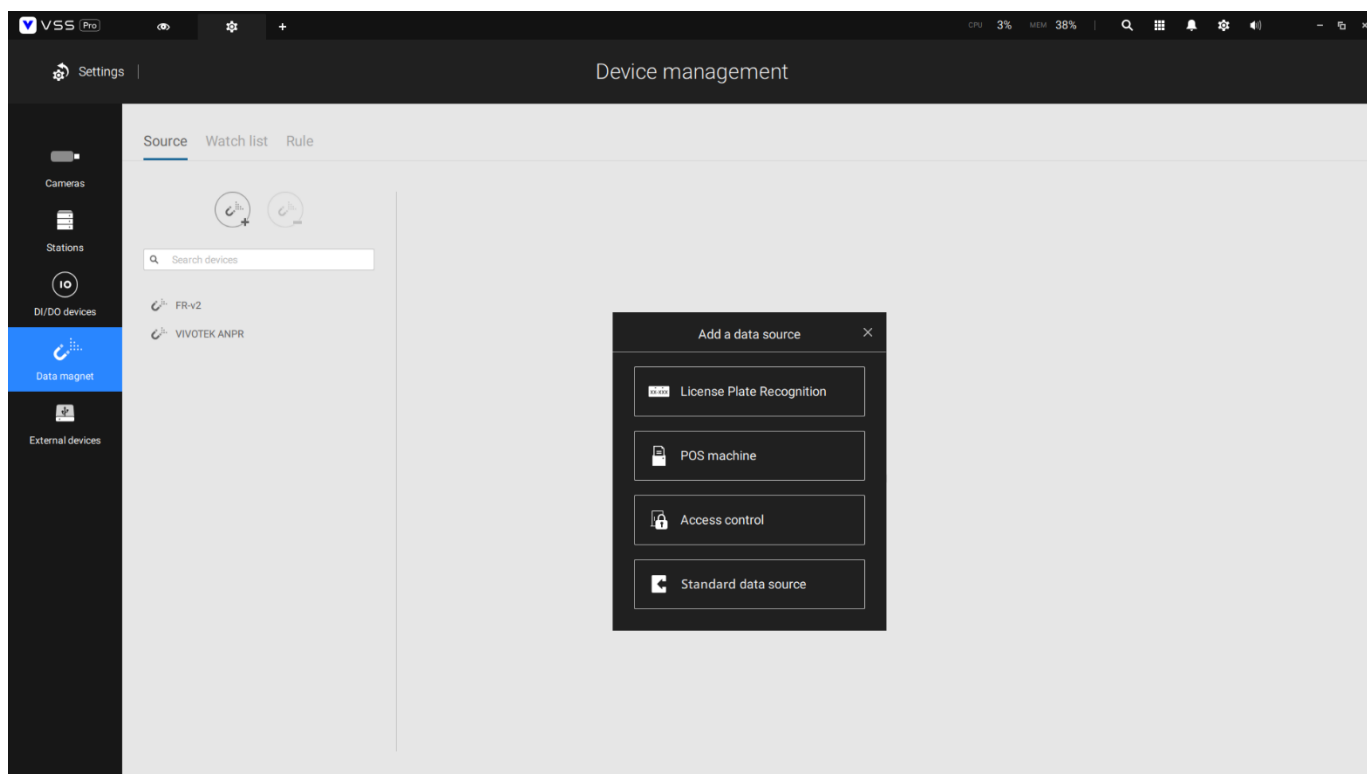 VSS Pro
CPU 3% MEM 38%
Settings
Device management
Cameras
Stations
IO
DI/DO devices
Data magnet
External devices
Source Watch list Rule
Search devices
FR-v2
VIVOTEK ANPR
Add a data source
License Plate Recognition
POS machine
Access control
Standard data source